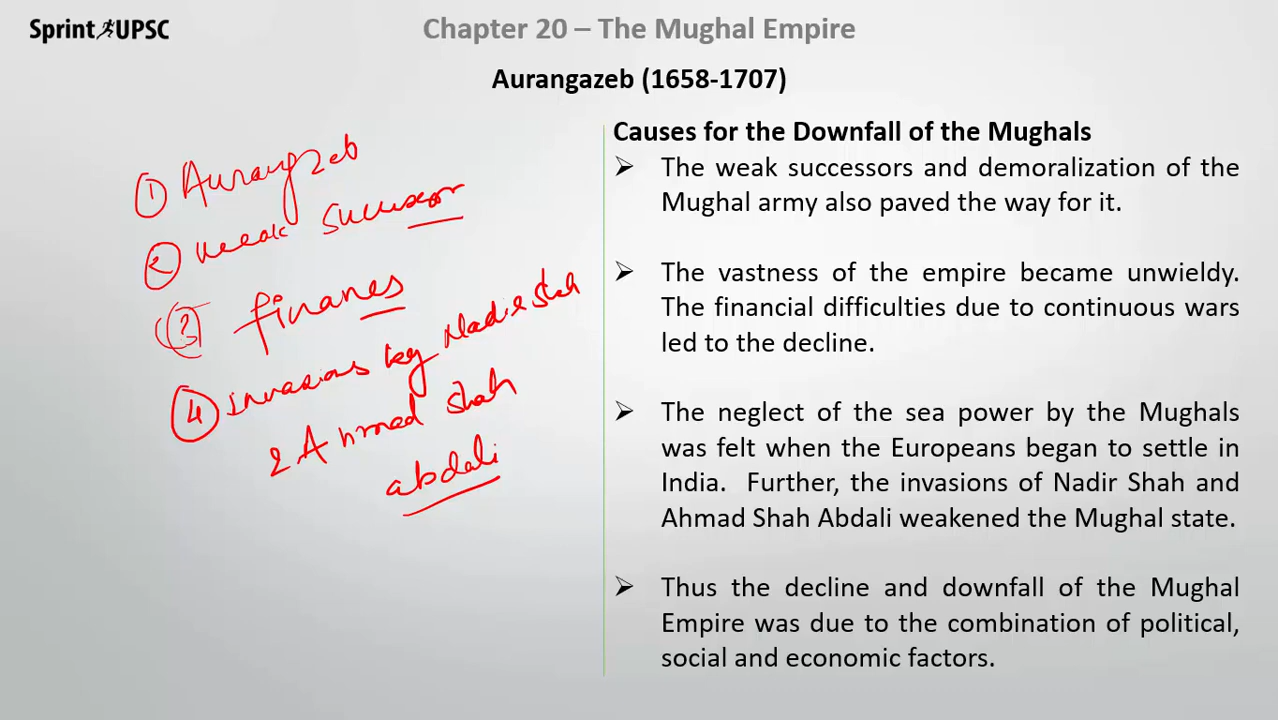 Sprint UPSC
Chapter 20 – The Mughal Empire
Aurangazeb (1658-1707)
① Aurangzeb
② weak successor
③ finanes
④ invasions by Nadir Shah
& Ahmad Shah
abdali
Causes for the Downfall of the Mughals
➢ The weak successors and demoralization of the
Mughal army also paved the way for it.
➢ The vastness of the empire became unwieldy.
The financial difficulties due to continuous wars
led to the decline.
➢ The neglect of the sea power by the Mughals
was felt when the Europeans began to settle in
India. Further, the invasions of Nadir Shah and
Ahmad Shah Abdali weakened the Mughal state.
➢ Thus the decline and downfall of the Mughal
Empire was due to the combination of political,
social and economic factors.